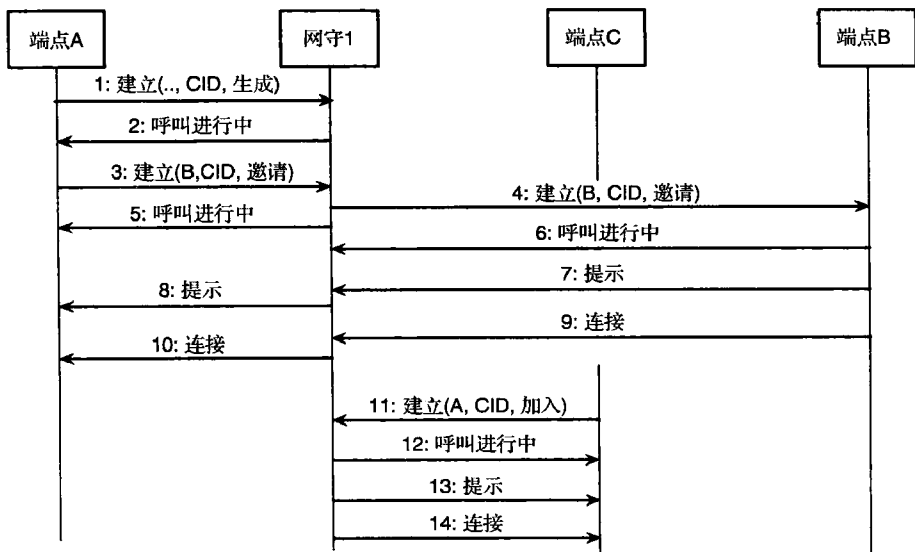 端点A
网守1
端点C
端点B
1: 建立(.., CID, 生成)
2: 呼叫进行中
3: 建立(B,CID, 邀请)
4: 建立(B, CID, 邀请)
5: 呼叫进行中
6: 呼叫进行中
7: 提示
8: 提示
9: 连接
10: 连接
11: 建立(A, CID, 加入)
12: 呼叫进行中
13: 提示
14: 连接